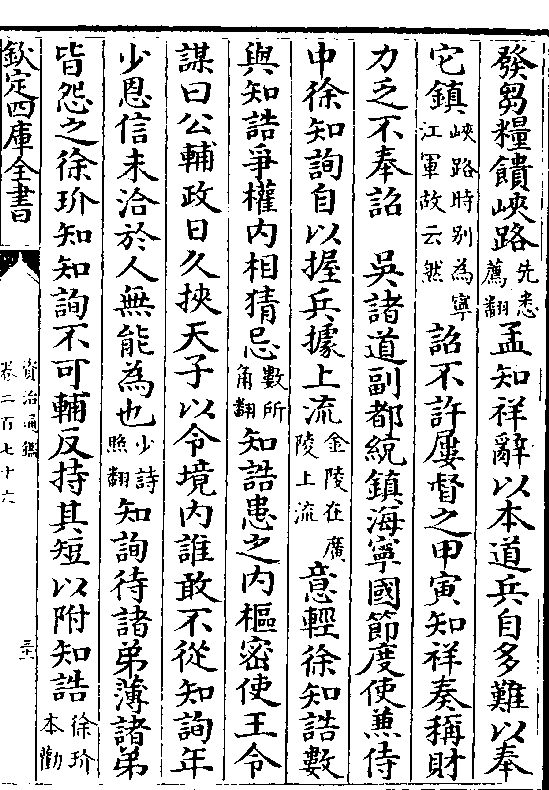 發芻糧饋峽路先悉薦翻孟知祥辭以本道兵自多難以奉
它鎮峽路時別為寧江軍故云然詔不許屢督之甲寅知祥奏稱財
力乏不奉詔　吳諸道副都統鎮海寧國節度使兼侍
中徐知詢自以握兵據上流金陵在廣陵上流意輕徐知誥數
與知誥爭權內相猜忌數所角翻知誥患之內樞密使王令
謀曰公輔政日久挾天子以令境內誰敢不從知詢年
少恩信未洽於人無能為也少詩照翻知詢待諸弟薄諸弟
皆怨之徐玠知知詢不可輔反持其短以附知誥徐玠本勸
欽定四庫全書
資治通鑑
卷二百七十六